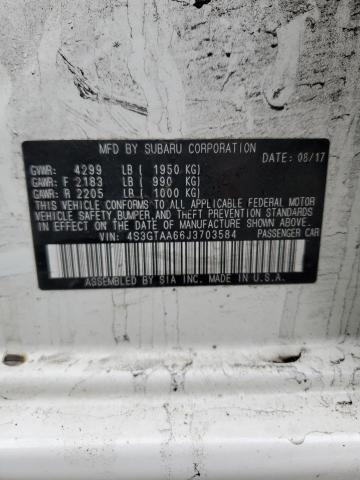 MFD BY SUBARU CORPORATION
DATE: 08/17
GVWR: 4299 LB ( 1950 KG)
GAWR: F 2183 LB ( 990 KG)
GAWR: R 2205 LB ( 1000 KG)
THIS VEHICLE CONFORMS TO ALL APPLICABLE FEDERAL MOTOR
VEHICLE SAFETY, BUMPER, AND THEFT PREVENTION STANDARDS
IN EFFECT ON THE DATE OF MANUFACTURE SHOWN ABOVE.
VIN: 4S3GTAA66J3703584 PASSENGER CAR
ASSEMBLED BY SIA INC. MADE IN U.S.A.